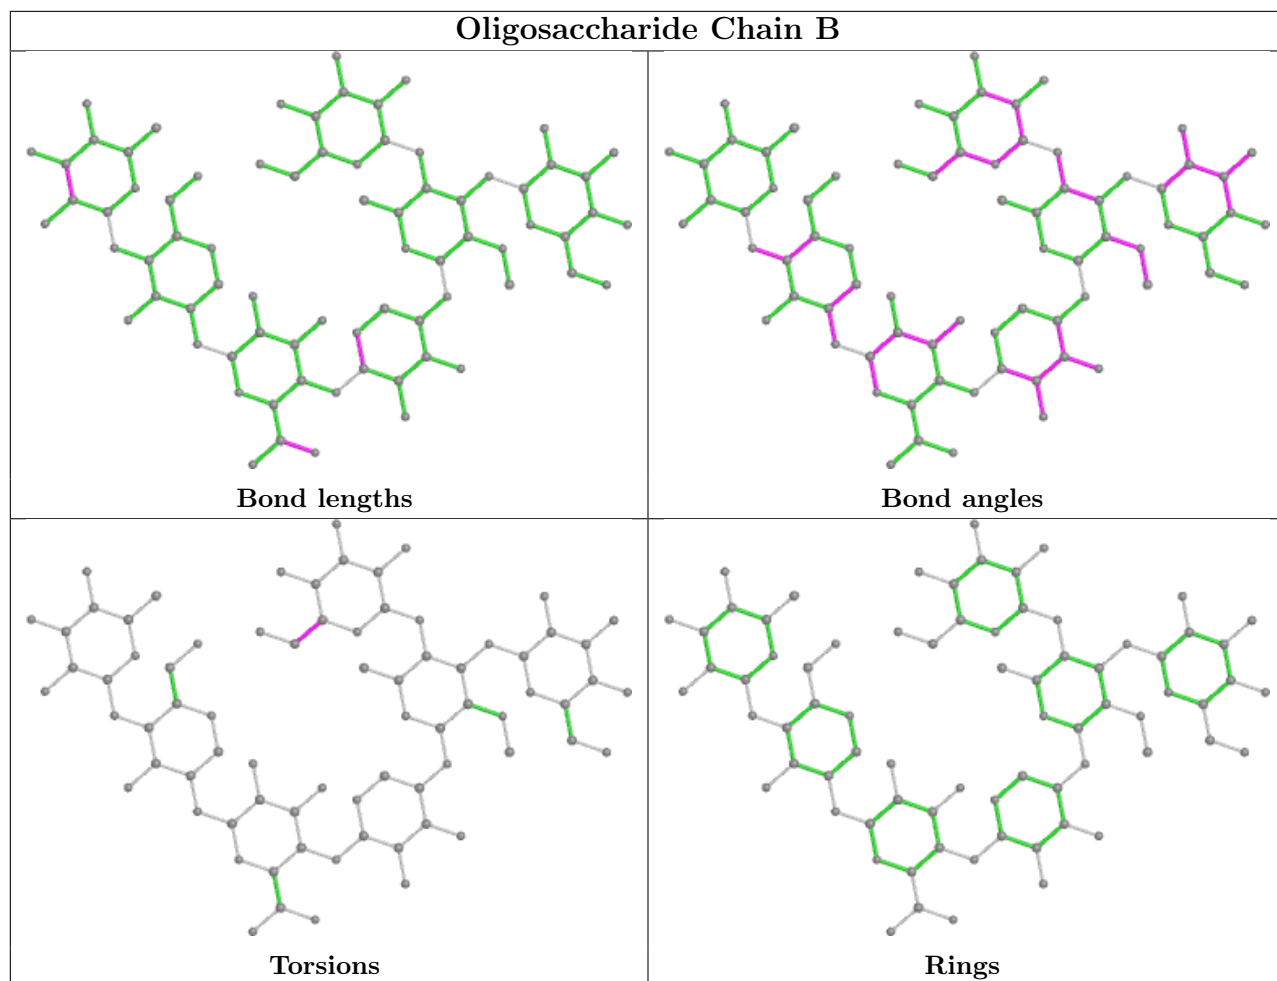 Oligosaccharide Chain B
Bond lengths
Bond angles
Torsions
Rings